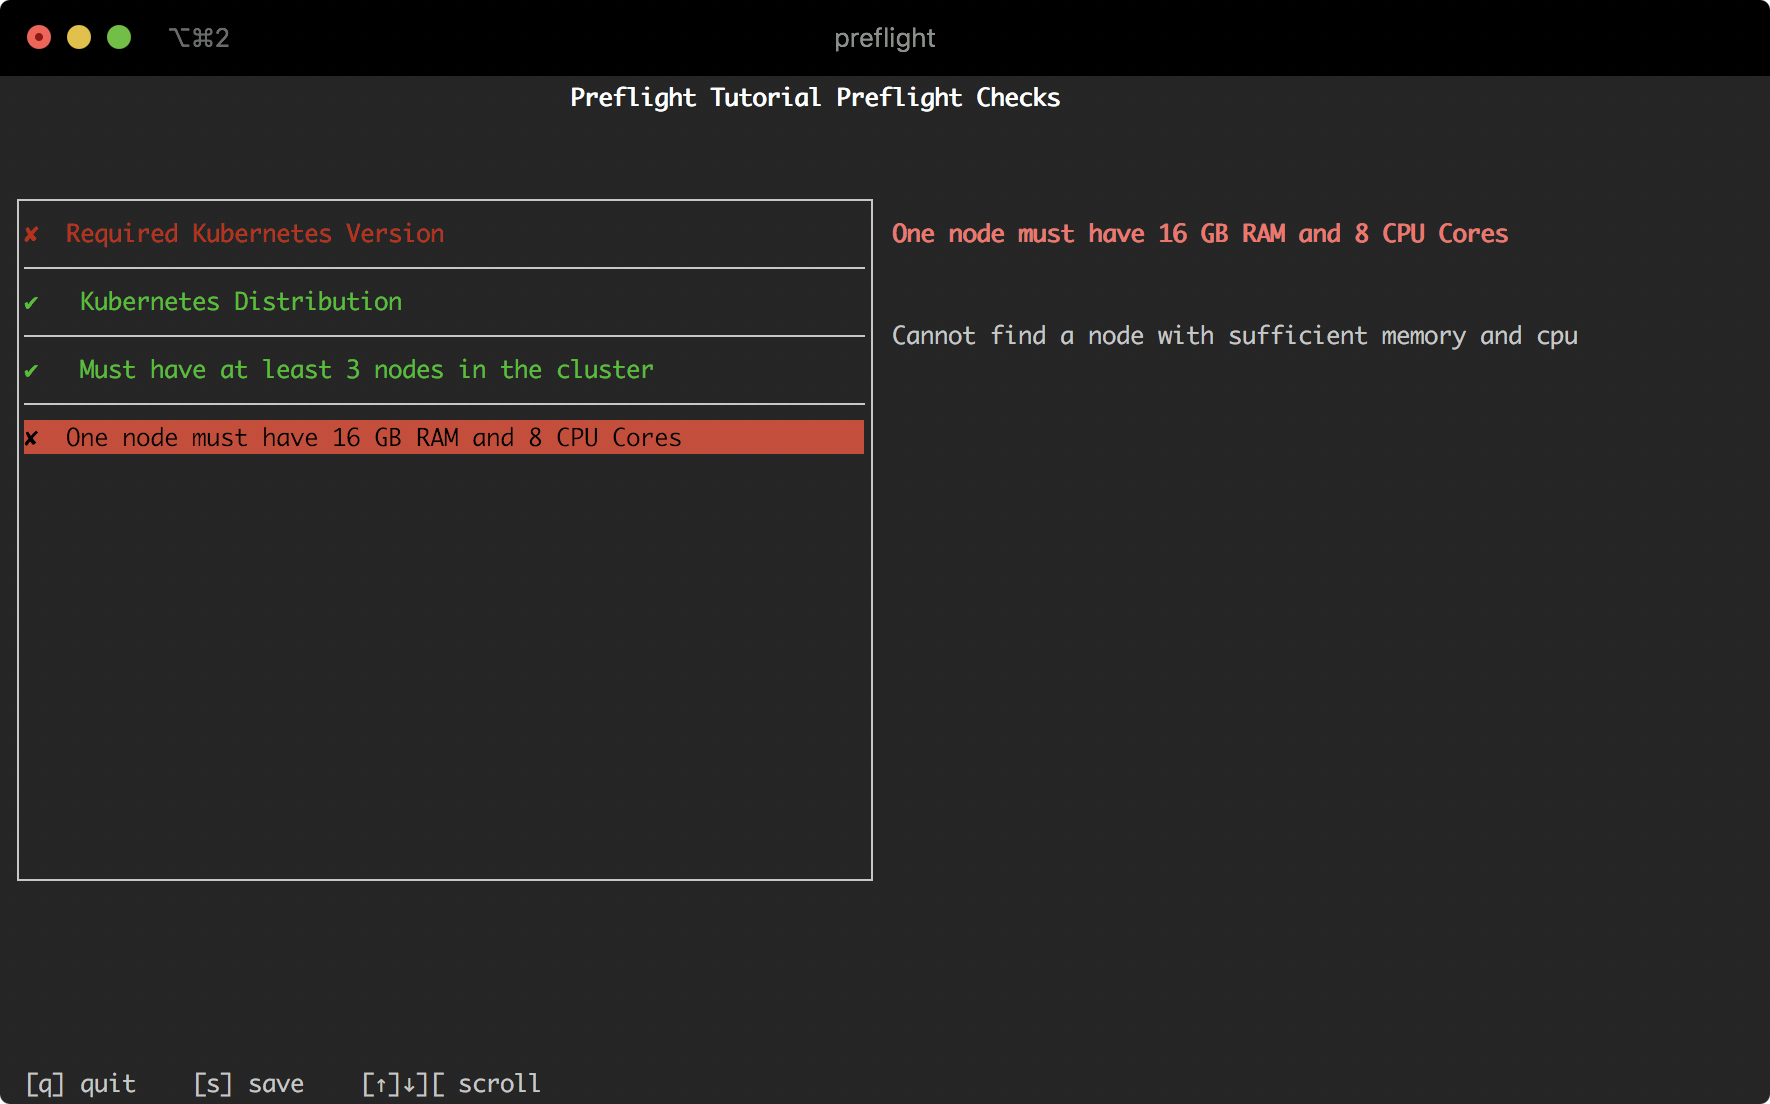 ⌥⌘2 preflight
Preflight Tutorial Preflight Checks
✘ Required Kubernetes Version
✔ Kubernetes Distribution
✔ Must have at least 3 nodes in the cluster
✘ One node must have 16 GB RAM and 8 CPU Cores
One node must have 16 GB RAM and 8 CPU Cores
Cannot find a node with sufficient memory and cpu
[q] quit [s] save [↑]↓][ scroll